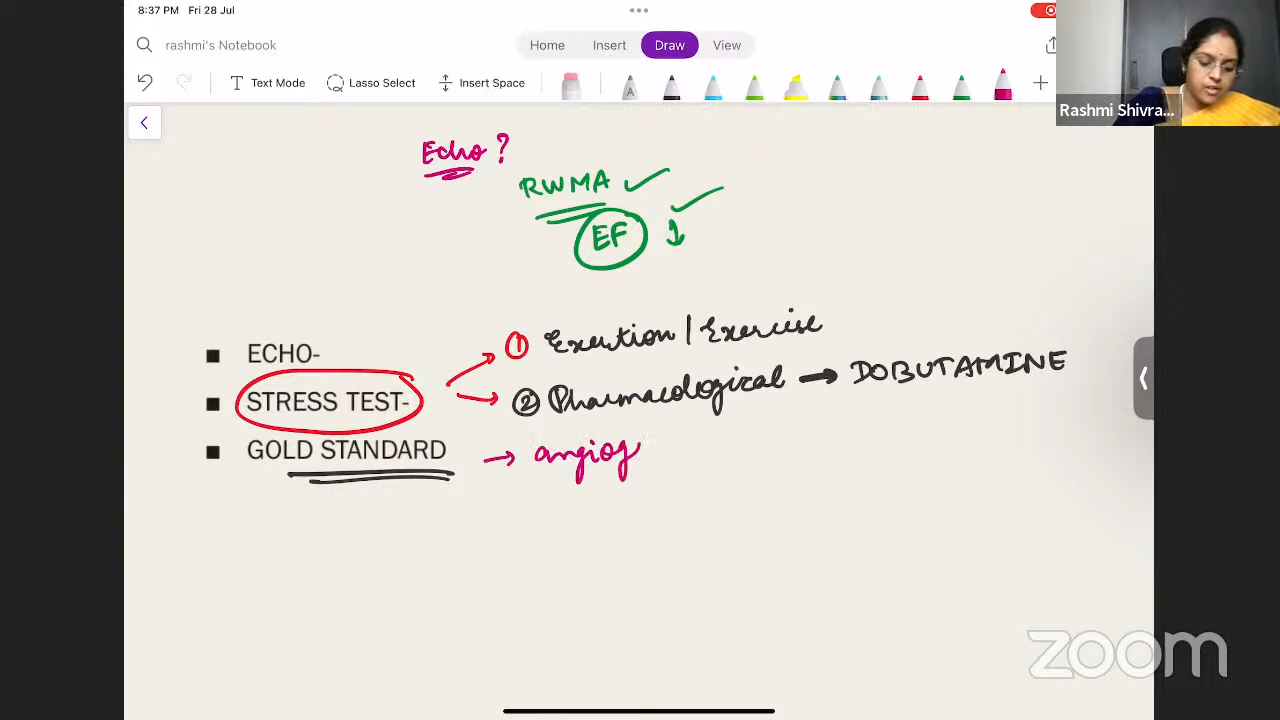 8:37 PM Fri 28 Jul
rashmi's Notebook
Home Insert Draw View
Text Mode Lasso Select Insert Space
A
Rashmi Shivra...
Echo ?
RWMA
EF
① Exertion / Exercise
ECHO-
STRESS TEST-
② Pharmacological → DOBUTAMINE
GOLD STANDARD → angiog
zoom